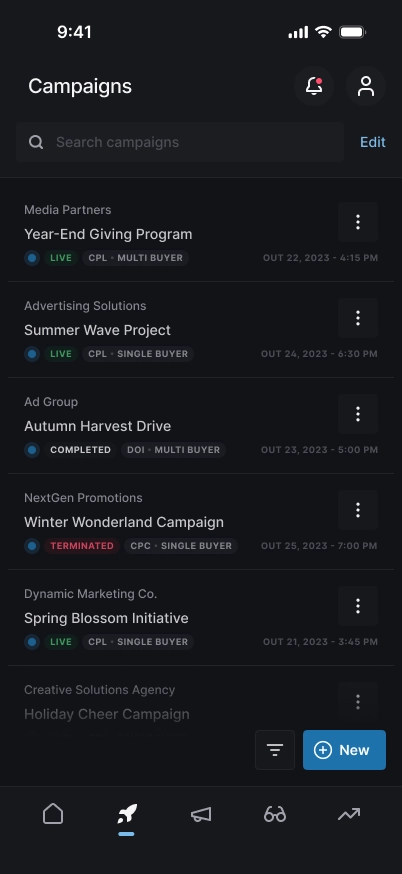 9:41
Campaigns
Search campaigns
Edit
Media Partners
Year-End Giving Program
LIVE CPL • MULTI BUYER OUT 22, 2023 - 4:15 PM
Advertising Solutions
Summer Wave Project
LIVE CPL • SINGLE BUYER OUT 24, 2023 - 6:30 PM
Ad Group
Autumn Harvest Drive
COMPLETED DOI • MULTI BUYER OUT 23, 2023 - 5:00 PM
NextGen Promotions
Winter Wonderland Campaign
TERMINATED CPC • SINGLE BUYER OUT 25, 2023 - 7:00 PM
Dynamic Marketing Co.
Spring Blossom Initiative
LIVE CPL • SINGLE BUYER OUT 21, 2023 - 3:45 PM
Creative Solutions Agency
Holiday Cheer Campaign
New